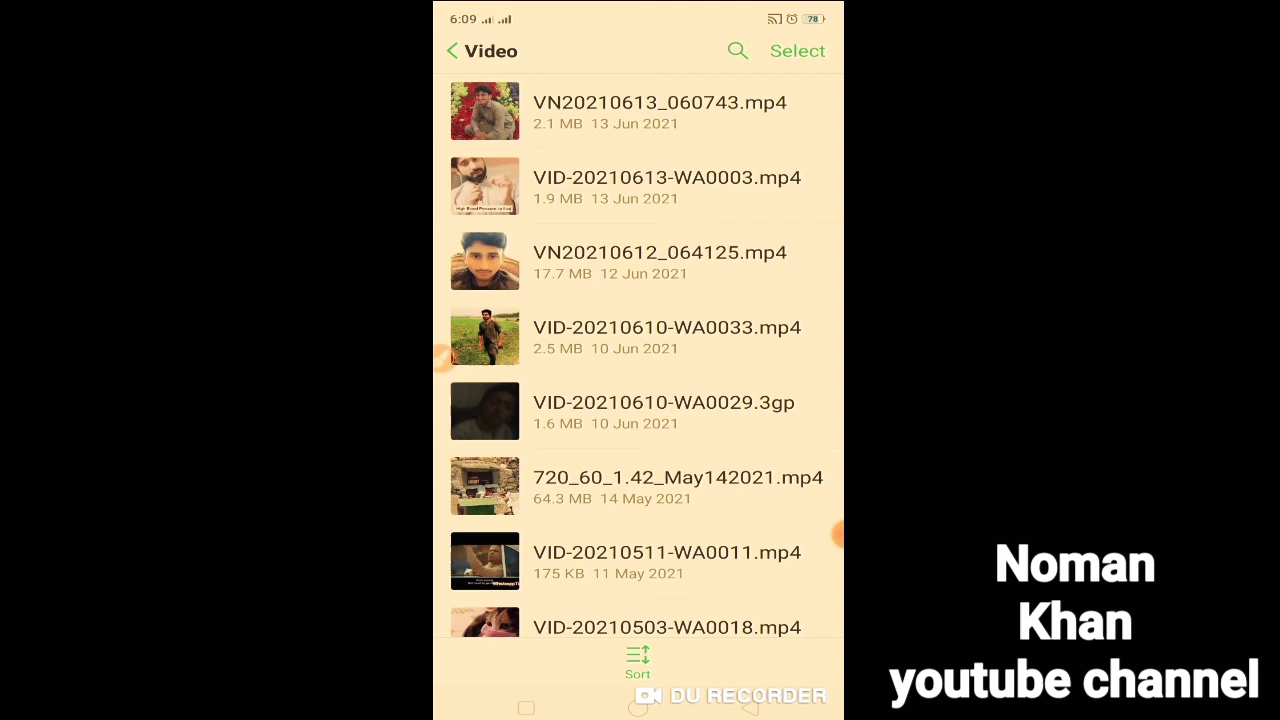 6:09
78
Video
Select
VN20210613_060743.mp4
2.1 MB 13 Jun 2021
VID-20210613-WA0003.mp4
1.9 MB 13 Jun 2021
VN20210612_064125.mp4
17.7 MB 12 Jun 2021
VID-20210610-WA0033.mp4
2.5 MB 10 Jun 2021
VID-20210610-WA0029.3gp
1.6 MB 10 Jun 2021
720_60_1.42_May142021.mp4
64.3 MB 14 May 2021
VID-20210511-WA0011.mp4
175 KB 11 May 2021
VID-20210503-WA0018.mp4
Sort
DU RECORDER
Noman
Khan
youtube channel